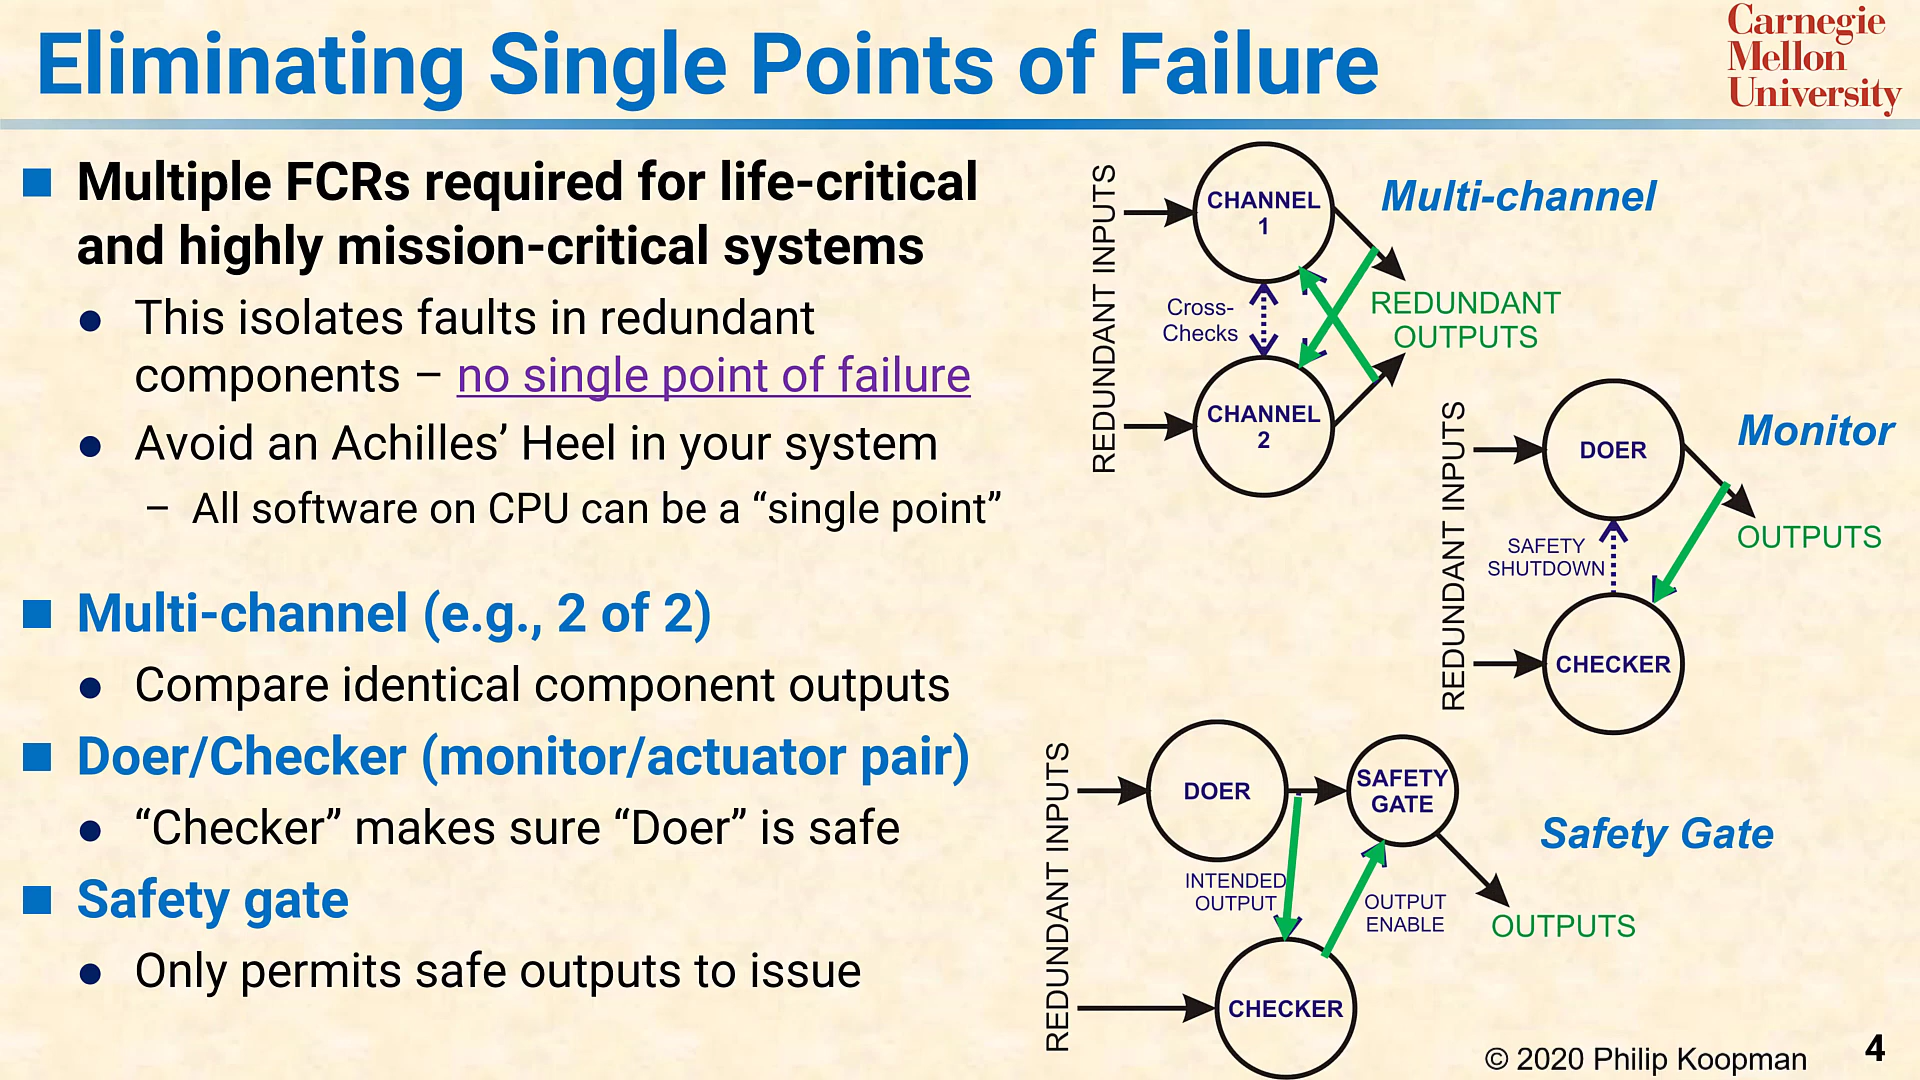 Eliminating Single Points of Failure
Carnegie
Mellon
University
■ Multiple FCRs required for life-critical
and highly mission-critical systems
● This isolates faults in redundant
components – no single point of failure
● Avoid an Achilles’ Heel in your system
– All software on CPU can be a “single point”
■ Multi-channel (e.g., 2 of 2)
● Compare identical component outputs
■ Doer/Checker (monitor/actuator pair)
● “Checker” makes sure “Doer” is safe
■ Safety gate
● Only permits safe outputs to issue
Multi-channel
REDUNDANT INPUTS
CHANNEL
1
Cross-
Checks
CHANNEL
2
REDUNDANT
OUTPUTS
Monitor
REDUNDANT INPUTS
DOER
SAFETY
SHUTDOWN
CHECKER
OUTPUTS
Safety Gate
REDUNDANT INPUTS
DOER
SAFETY
GATE
INTENDED
OUTPUT
OUTPUT
ENABLE
CHECKER
OUTPUTS
© 2020 Philip Koopman
4